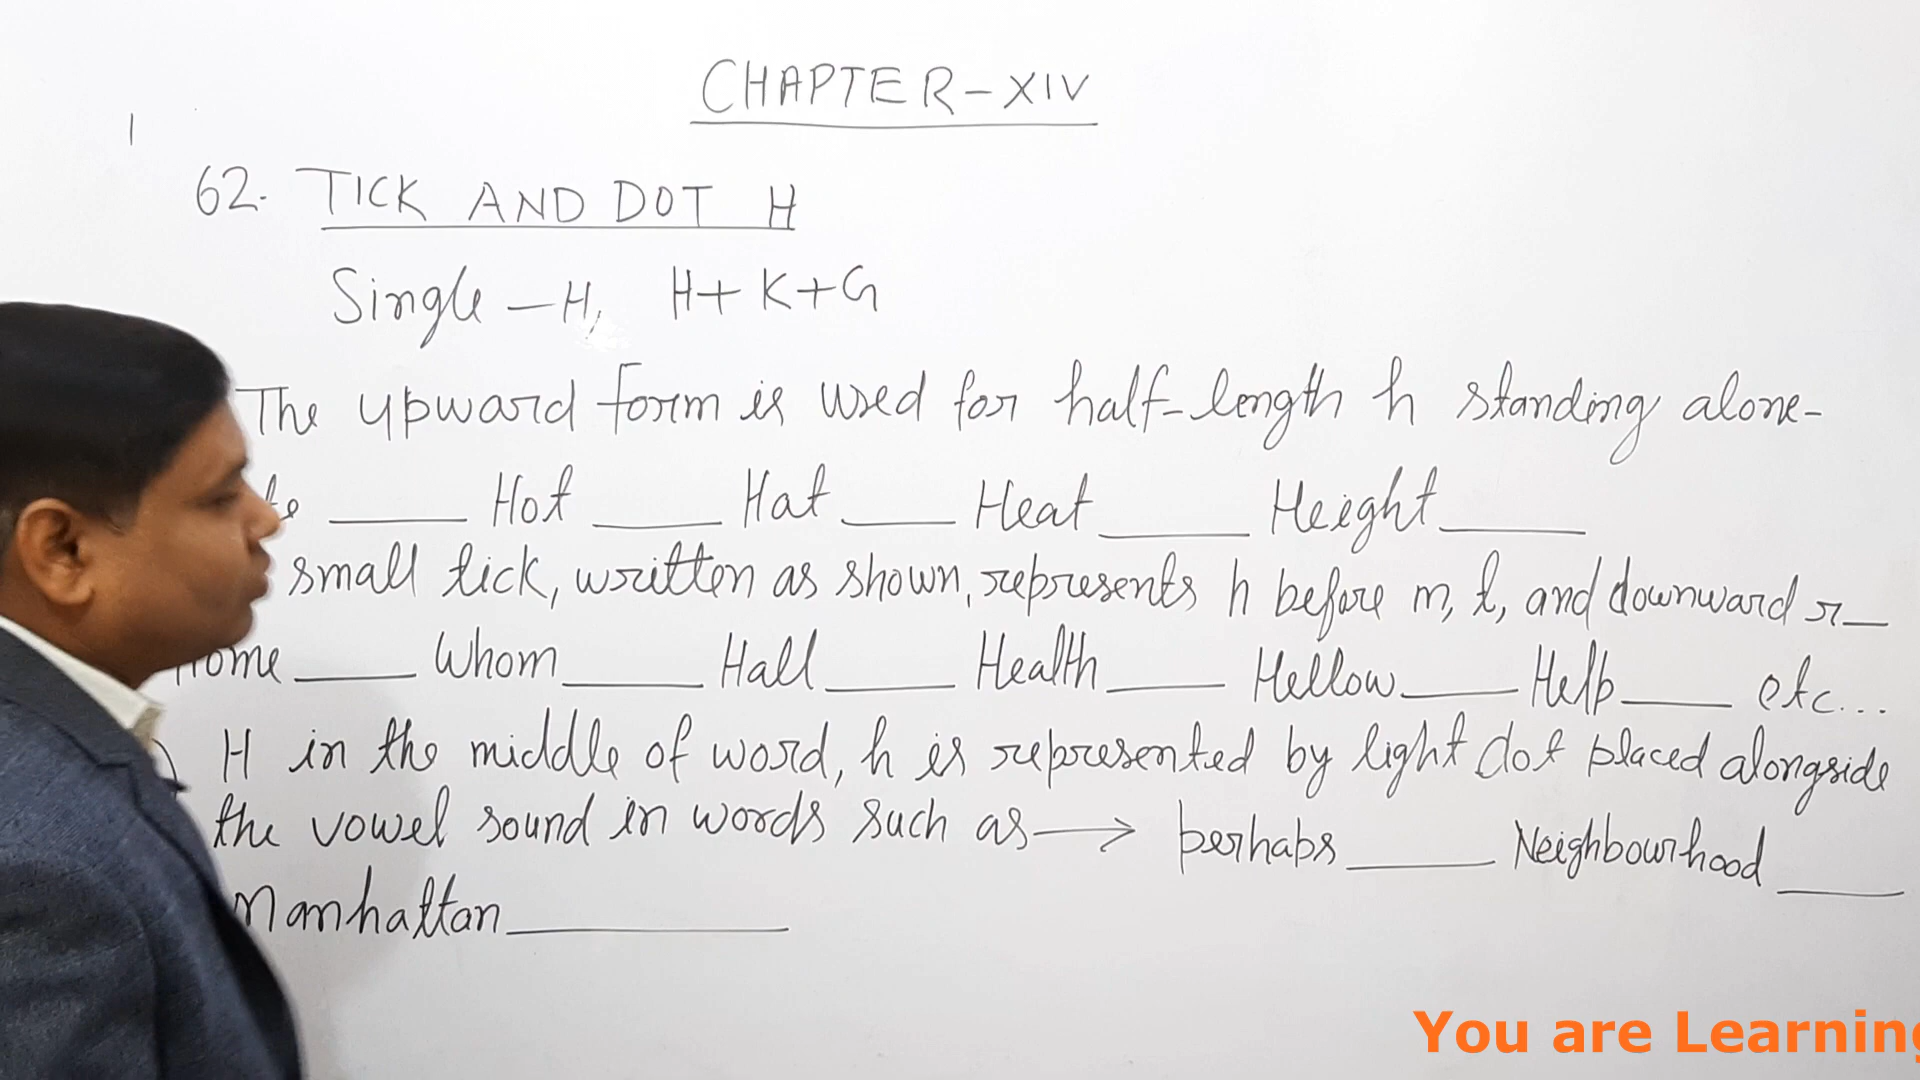 CHAPTER-XIV
62. TICK AND DOT H
Single - H, H+K+G
The upward form is used for half-length h standing alone-
Hot Hat Heat Height
small tick, written as shown, represents h before m, l, and downward r
Home Whom Hall Health Hellow Help etc...
) H in the middle of word, h is represented by light dot placed alongside
the vowel sound in words such as → perhaps Neighbourhood
Manhattan
You are Learning